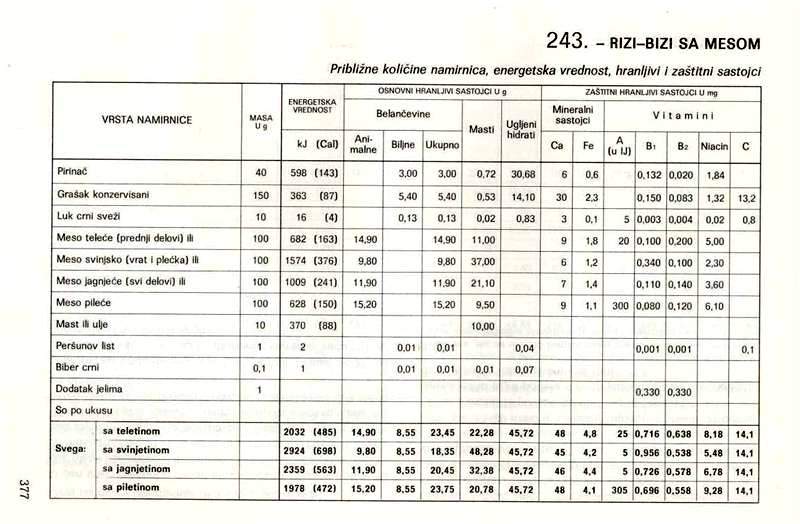 243. – RIZI–BIZI SA MESOM
Približne količine namirnica, energetska vrednost, hranljivi i zaštitni sastojci
VRSTA NAMIRNICE MASA U g ENERGETSKA VREDNOST OSNOVNI HRANLJIVI SASTOJCI U g ZAŠTITNI HRANLJIVI SASTOJCI U mg
Belančevine Masti Ugljeni hidrati Mineralni sastojci Vitamini
kJ (Cal) Ani-malne Biljne Ukupno Ca Fe A (u IJ) B1 B2 Niacin C
Pirinač 40 598 (143) 3,00 3,00 0,72 30,68 6 0,6 0,132 0,020 1,84
Grašak konzervisani 150 363 (87) 5,40 5,40 0,53 14,10 30 2,3 0,150 0,083 1,32 13,2
Luk crni sveži 10 16 (4) 0,13 0,13 0,02 0,83 3 0,1 5 0,003 0,004 0,02 0,8
Meso teleće (prednji delovi) ili 100 682 (163) 14,90 14,90 11,00 9 1,8 20 0,100 0,200 5,00
Meso svinjsko (vrat i plećka) ili 100 1574 (376) 9,80 9,80 37,00 6 1,2 0,340 0,100 2,30
Meso jagnjeće (svi delovi) ili 100 1009 (241) 11,90 11,90 21,10 7 1,4 0,110 0,140 3,60
Meso pileće 100 628 (150) 15,20 15,20 9,50 9 1,1 300 0,080 0,120 6,10
Mast ili ulje 10 370 (88) 10,00
Peršunov list 1 2 0,01 0,01 0,04 0,001 0,001 0,1
Biber crni 0,1 1 0,01 0,01 0,01 0,07
Dodatak jelima 1 0,330 0,330
So po ukusu
Svega: sa teletinom 2032 (485) 14,90 8,55 23,45 22,28 45,72 48 4,8 25 0,716 0,638 8,18 14,1
sa svinjetinom 2924 (698) 9,80 8,55 18,35 48,28 45,72 45 4,2 5 0,956 0,538 5,48 14,1
sa jagnjetinom 2359 (563) 11,90 8,55 20,45 32,38 45,72 46 4,4 5 0,726 0,578 6,78 14,1
sa piletinom 1978 (472) 15,20 8,55 23,75 20,78 45,72 48 4,1 305 0,696 0,558 9,28 14,1
377